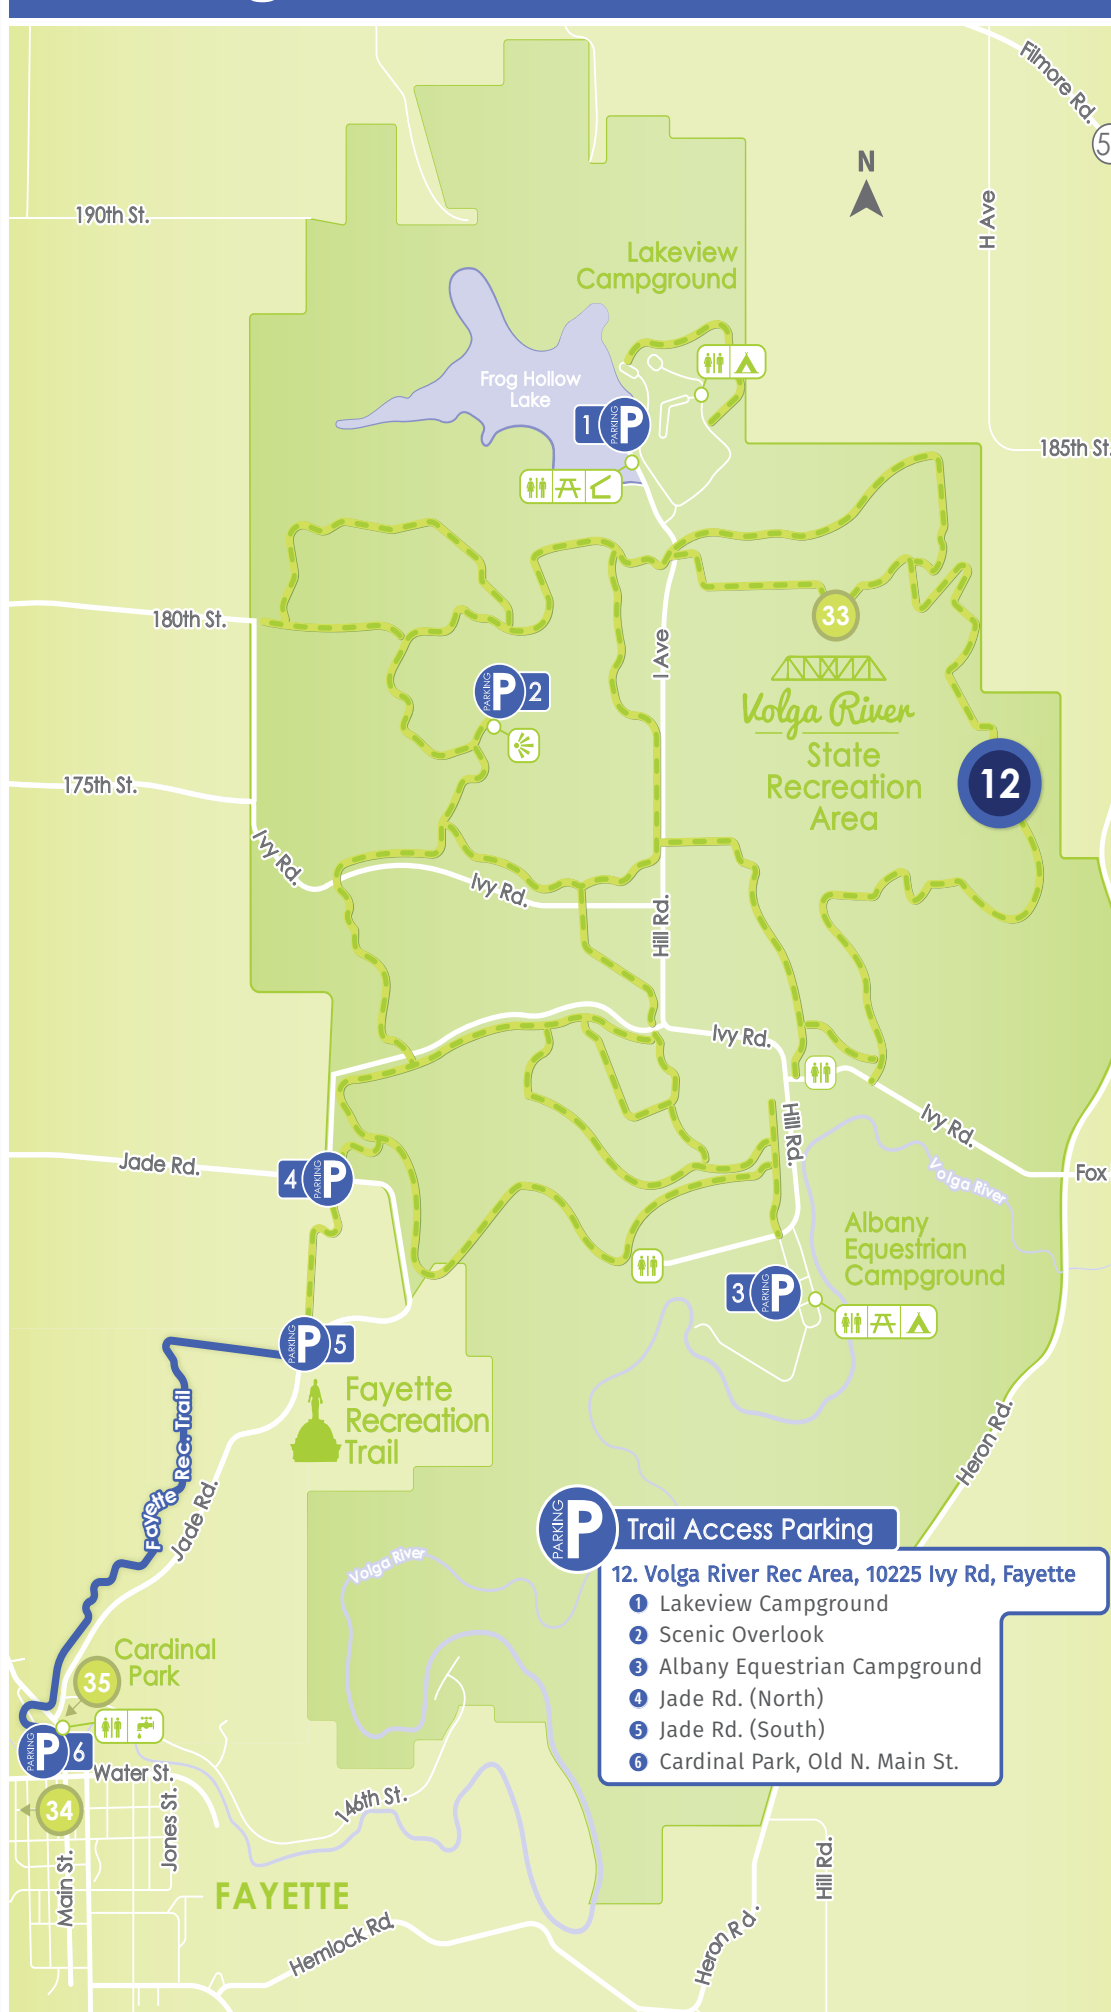 Filmore Rd.
5
N
190th St.
H Ave
Lakeview
Campground
Frog Hollow
Lake
1
PARKING
P
185th St.
180th St.
33
I Ave
PARKING
P
2
Volga River
State
Recreation
Area
12
175th St.
Ivy Rd.
Ivy Rd.
Hill Rd.
Ivy Rd.
Hill Rd.
Ivy Rd.
Jade Rd.
4
PARKING
P
Fox
Volga River
Albany
Equestrian
Campground
3
PARKING
P
PARKING
P
5
Fayette
Recreation
Trail
Fayette Rec. Trail
Jade Rd.
Heron Rd.
PARKING
P
Trail Access Parking
12. Volga River Rec Area, 10225 Ivy Rd, Fayette
1 Lakeview Campground
2 Scenic Overlook
3 Albany Equestrian Campground
4 Jade Rd. (North)
5 Jade Rd. (South)
6 Cardinal Park, Old N. Main St.
Volga River
Cardinal
Park
35
PARKING
P
6
Water St.
34
Jones St.
146th St.
Main St.
FAYETTE
Hill Rd.
Hemlock Rd.
Heron Rd.